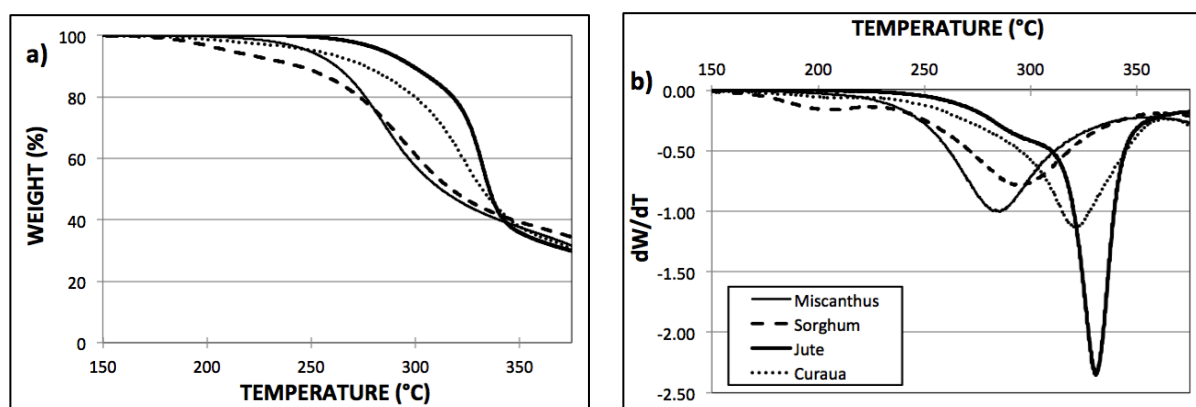 a)
100
80
60
40
20
0
WEIGHT (%)
150 200 250 300 350
TEMPERATURE (°C)
TEMPERATURE (°C)
b)
150 200 250 300 350
0.00
-0.50
-1.00
-1.50
-2.00
-2.50
dW/dT
Miscanthus
Sorghum
Jute
Curaua